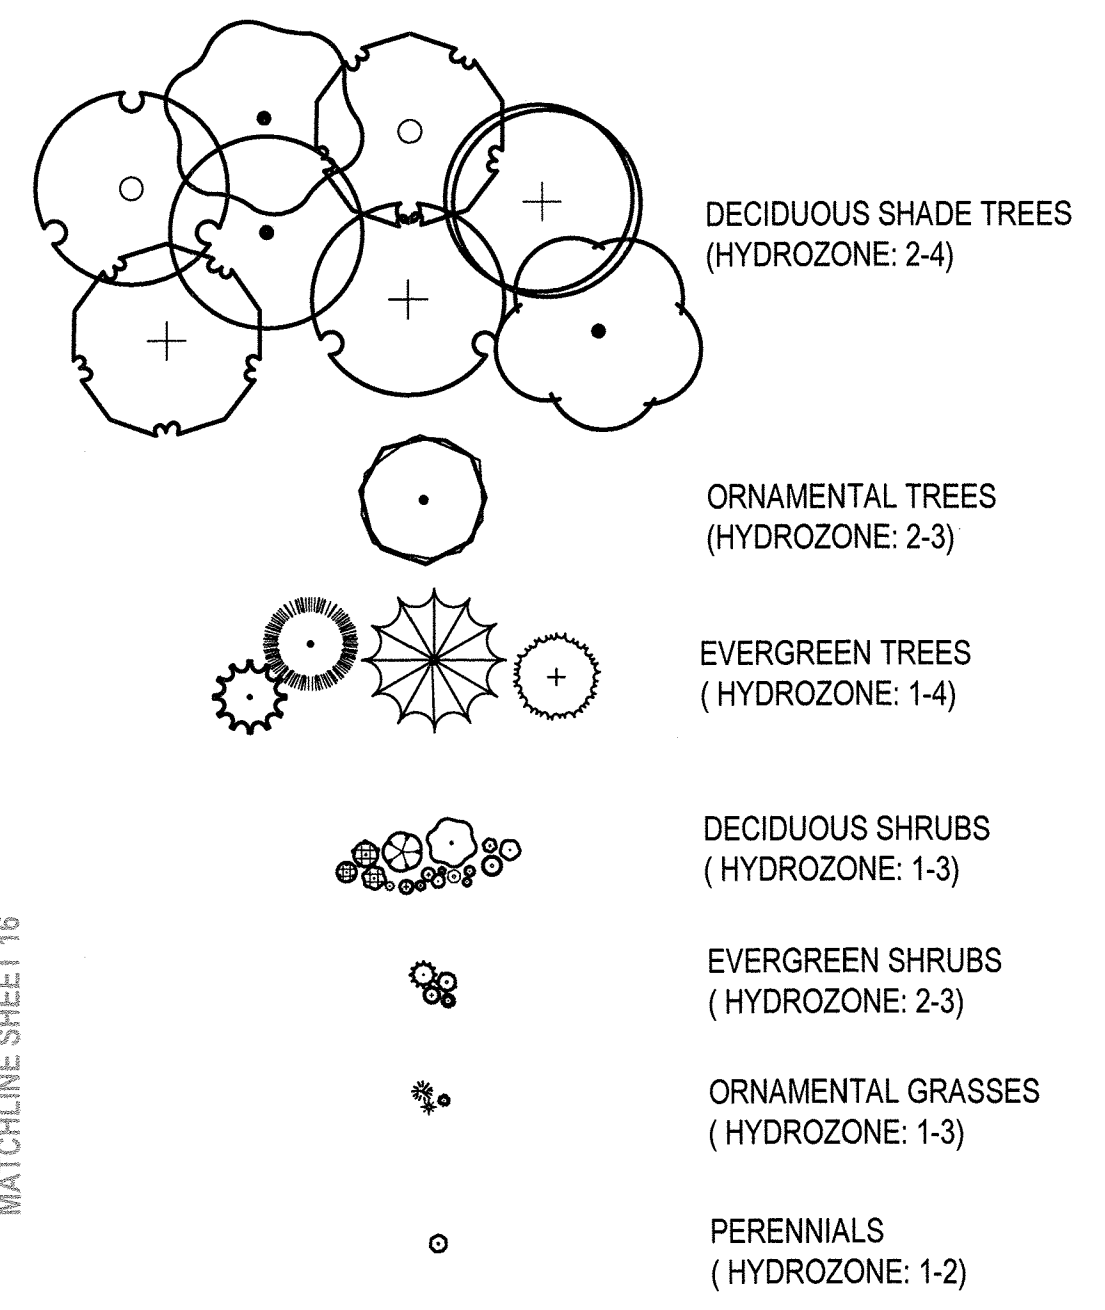 DECIDUOUS SHADE TREES
(HYDROZONE: 2-4)
ORNAMENTAL TREES
(HYDROZONE: 2-3)
EVERGREEN TREES
( HYDROZONE: 1-4)
DECIDUOUS SHRUBS
( HYDROZONE: 1-3)
EVERGREEN SHRUBS
( HYDROZONE: 2-3)
ORNAMENTAL GRASSES
( HYDROZONE: 1-3)
PERENNIALS
( HYDROZONE: 1-2)
MATCHLINE SHEET 16